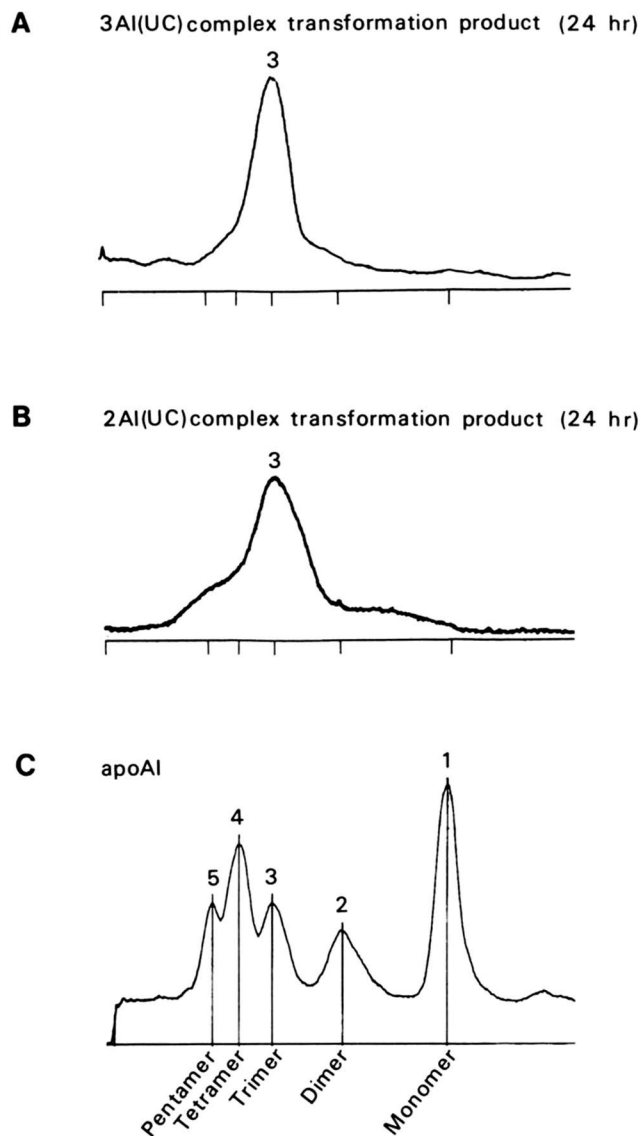 A
3AI(UC)complex transformation product (24 hr)
3
B
2AI(UC)complex transformation product (24 hr)
3
C
apoAI
1
4
5
3
2
Pentamer
Tetramer
Trimer
Dimer
Monomer